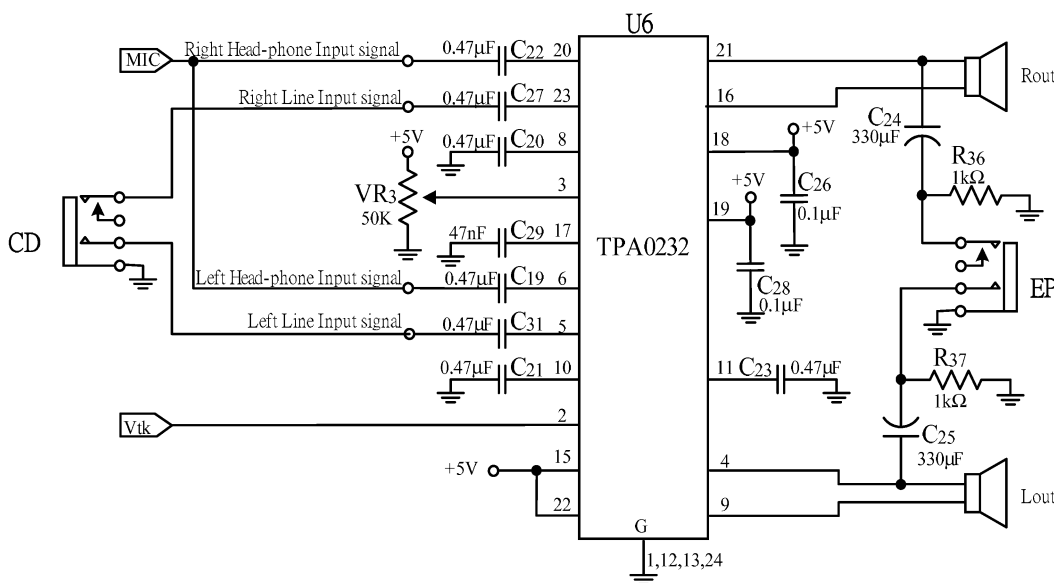 U6
MIC
Right Head-phone Input signal
0.47μF C22 20
21
Rout
Right Line Input signal
0.47μF C27 23
16
+5V
0.47μF C20 8
18
+5V
C24
330μF
VR3
50K
3
C26
0.1μF
R36
1kΩ
+5V
19
CD
47nF C29 17
TPA0232
Left Head-phone Input signal
0.47μF C19 6
C28
0.1μF
EP
Left Line Input signal
0.47μF C31 5
0.47μF C21 10
11 C23 0.47μF
R37
1kΩ
Vtk
2
C25
330μF
+5V
15
4
22
9
Lout
G
1,12,13,24